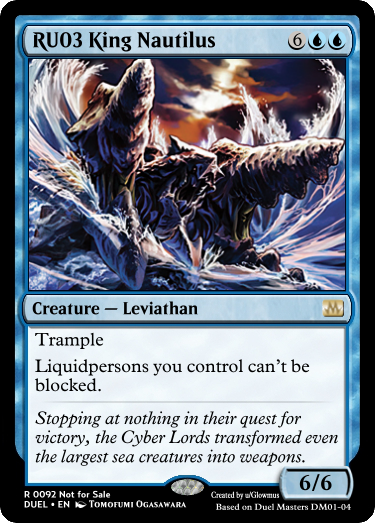 RU03 King Nautilus 6
Creature — Leviathan
Trample
Liquidpersons you control can't be
blocked.
Stopping at nothing in their quest for
victory, the Cyber Lords transformed even
the largest sea creatures into weapons.
6/6
R 0092 Not for Sale
DUEL • EN Tomofumi Ogasawara
Created by u/Glowmus
Based on Duel Masters DM01-04